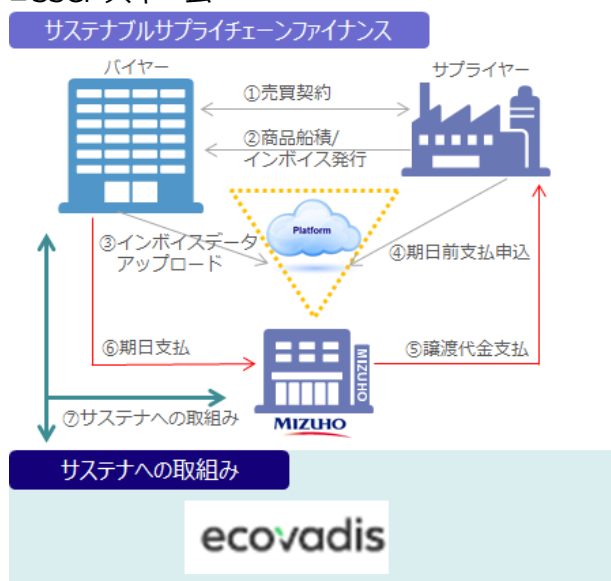 サステナブルサプライチェーンファイナンス
バイヤー
サプライヤー
①売買契約
②商品船積/
インボイス発行
Platform
③インボイスデータ
アップロード
④期日前支払申込
⑥期日支払
⑤譲渡代金支払
MIZUHO
⑦サステナへの取組み
MIZUHO
サステナへの取組み
ecovadis